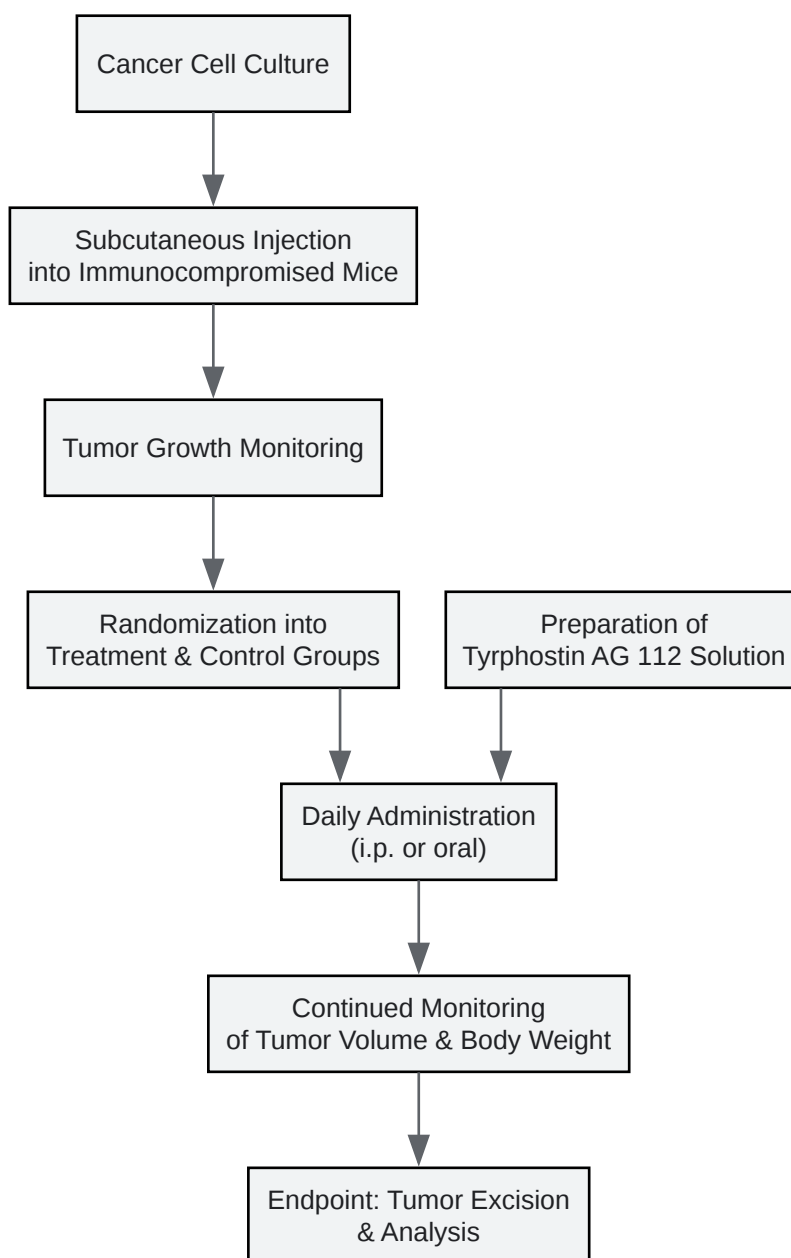 Cancer Cell Culture
Subcutaneous Injection
into Immunocompromised Mice
Tumor Growth Monitoring
Randomization into
Treatment & Control Groups
Preparation of
Tyrphostin AG 112 Solution
Daily Administration
(i.p. or oral)
Continued Monitoring
of Tumor Volume & Body Weight
Endpoint: Tumor Excision
& Analysis